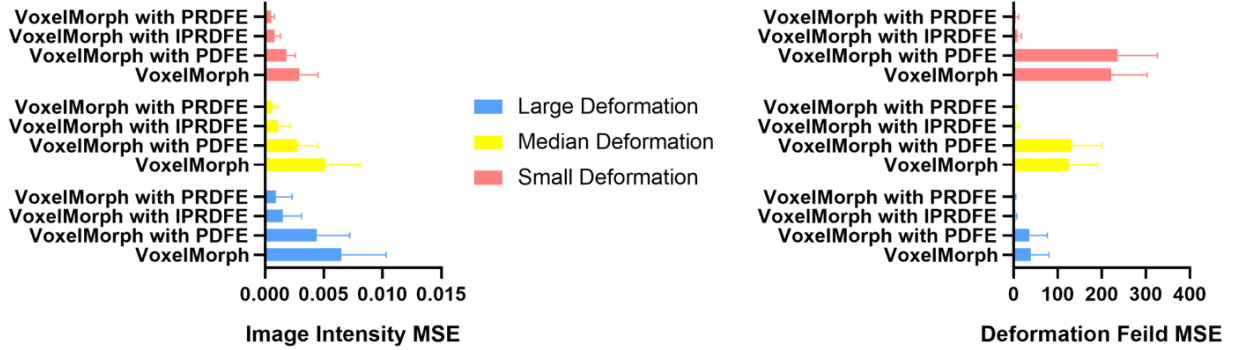 VoxelMorph with PRDFE
VoxelMorph with IPRDFE
VoxelMorph with PDFE
VoxelMorph
VoxelMorph with PRDFE
VoxelMorph with IPRDFE
VoxelMorph with PDFE
VoxelMorph
VoxelMorph with PRDFE
VoxelMorph with IPRDFE
VoxelMorph with PDFE
VoxelMorph
0.000 0.005 0.010 0.015
Image Intensity MSE
Large Deformation
Median Deformation
Small Deformation
VoxelMorph with PRDFE
VoxelMorph with IPRDFE
VoxelMorph with PDFE
VoxelMorph
VoxelMorph with PRDFE
VoxelMorph with IPRDFE
VoxelMorph with PDFE
VoxelMorph
VoxelMorph with PRDFE
VoxelMorph with IPRDFE
VoxelMorph with PDFE
VoxelMorph
0 100 200 300 400
Deformation Feild MSE